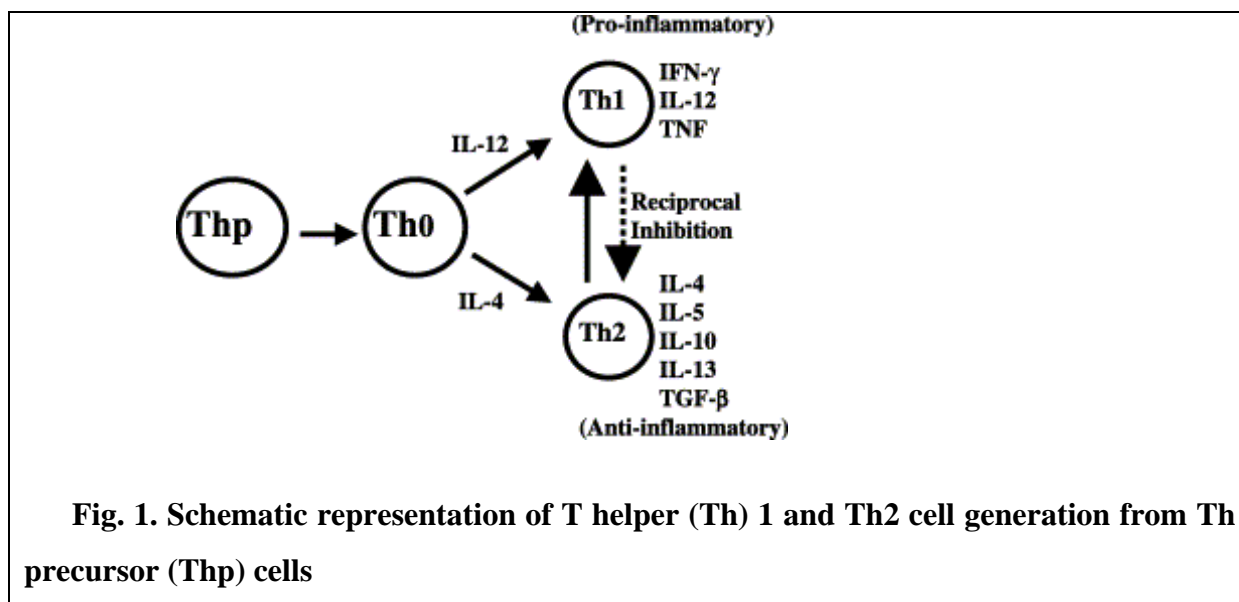 (Pro-inflammatory)
Th1
IFN-γ
IL-12
TNF
IL-12
Thp
Th0
Reciprocal
Inhibition
IL-4
Th2
IL-4
IL-5
IL-10
IL-13
TGF-β
(Anti-inflammatory)
Fig. 1. Schematic representation of T helper (Th) 1 and Th2 cell generation from Th
precursor (Thp) cells